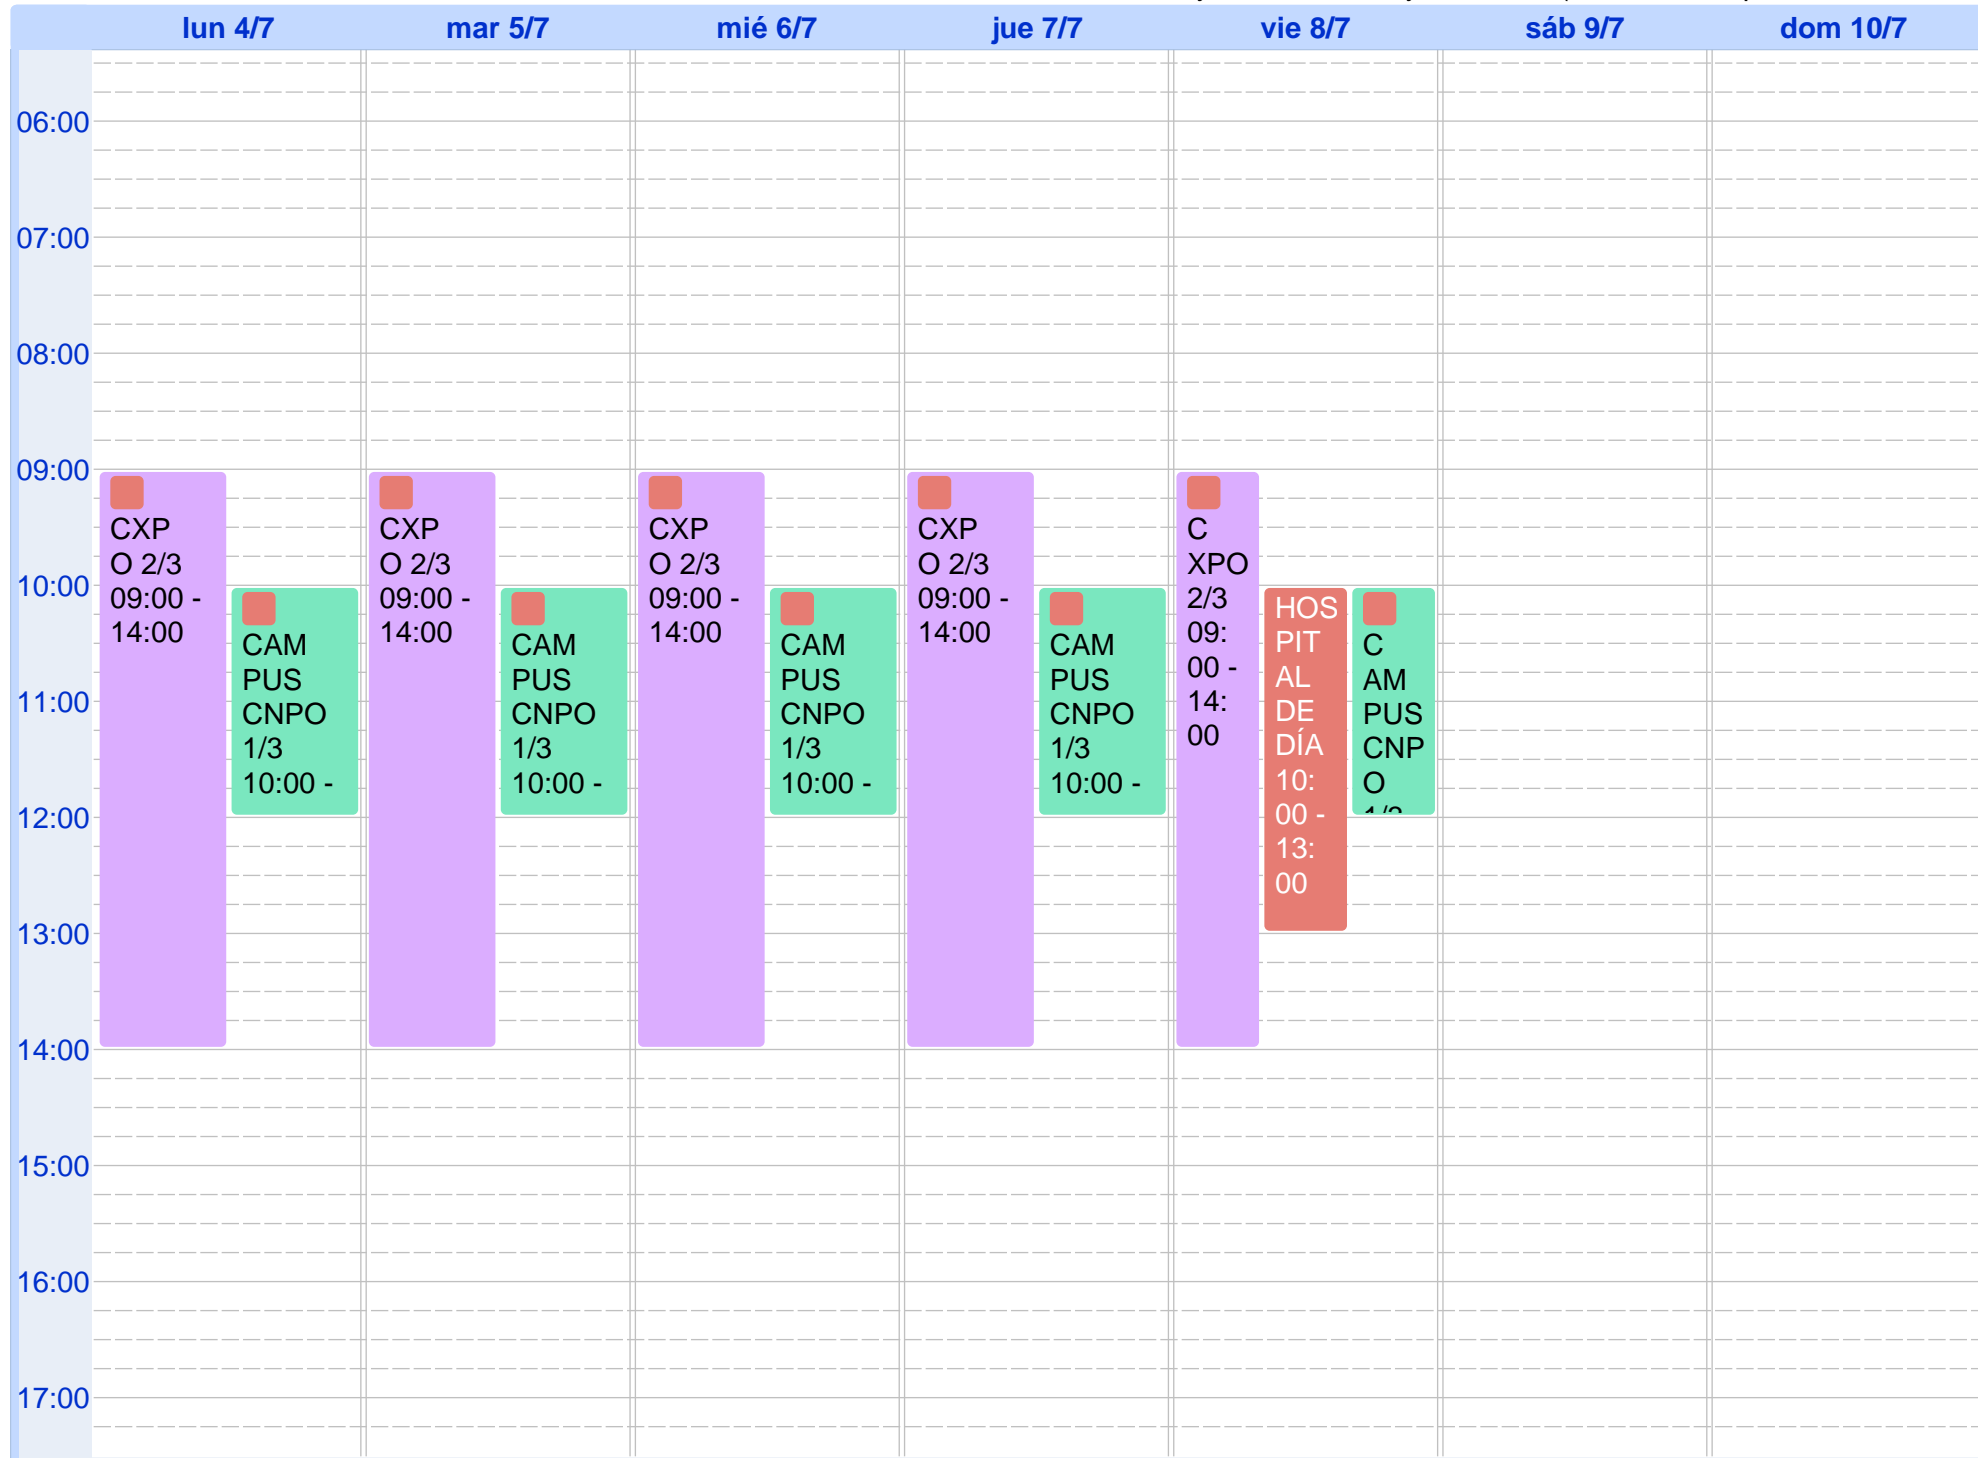 lun 4/7 mar 5/7 mié 6/7 jue 7/7 vie 8/7 sáb 9/7 dom 10/7
06:00
07:00
08:00
09:00
10:00
11:00
12:00
13:00
14:00
15:00
16:00
17:00
CXP
O 2/3
09:00 -
14:00
CAM
PUS
CNPO
1/3
10:00 -
CXP
O 2/3
09:00 -
14:00
CAM
PUS
CNPO
1/3
10:00 -
CXP
O 2/3
09:00 -
14:00
CAM
PUS
CNPO
1/3
10:00 -
CXP
O 2/3
09:00 -
14:00
CAM
PUS
CNPO
1/3
10:00 -
C
XPO
2/3
09:
00 -
14:
00
HOS
PIT
AL
DE
DÍA
10:
00 -
13:
00
C
AM
PUS
CNP
O